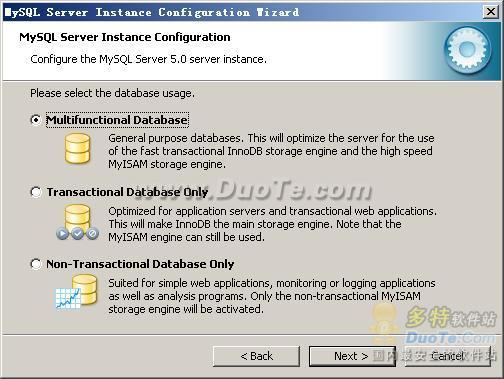 MySQL Server Instance Configuration Wizard
MySQL Server Instance Configuration
Configure the MySQL Server 5.0 server instance.
Please select the database usage.
Multifunctional Database
General purpose databases. This will optimize the server for the use
of the fast transactional InnoDB storage engine and the high speed
MyISAM storage engine.
Transactional Database Only
www.DuoTe.com
Optimized for application servers and transactional web applications.
This will make InnoDB the main storage engine. Note that the
MyISAM engine can still be used.
Non-Transactional Database Only
Suited for simple web applications, monitoring or logging applications
as well as analysis programs. Only the non-transactional MyISAM
storage engine will be activated.
多特软件站
DuoTe.com
国内最安全的软件站
< Back
Next >
Cancel